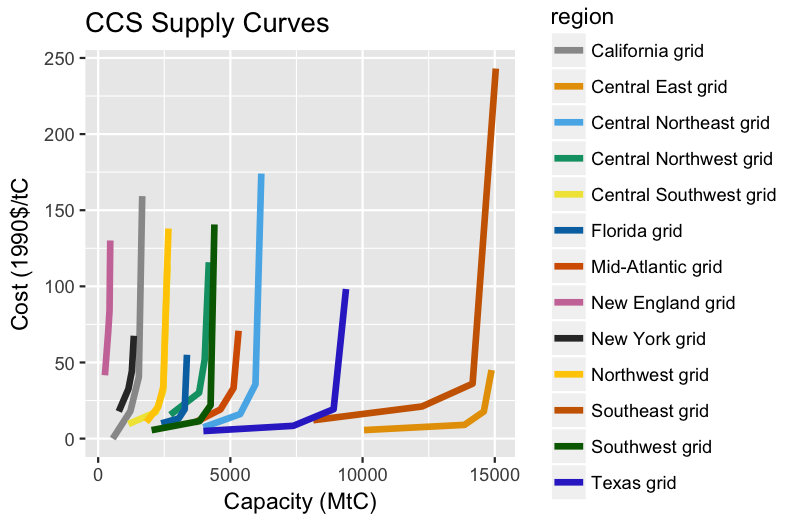 CCS Supply Curves
Cost (1990$/tC
250
200
150
100
50
0
0 5000 10000 15000
Capacity (MtC)
region
California grid
Central East grid
Central Northeast grid
Central Northwest grid
Central Southwest grid
Florida grid
Mid-Atlantic grid
New England grid
New York grid
Northwest grid
Southeast grid
Southwest grid
Texas grid